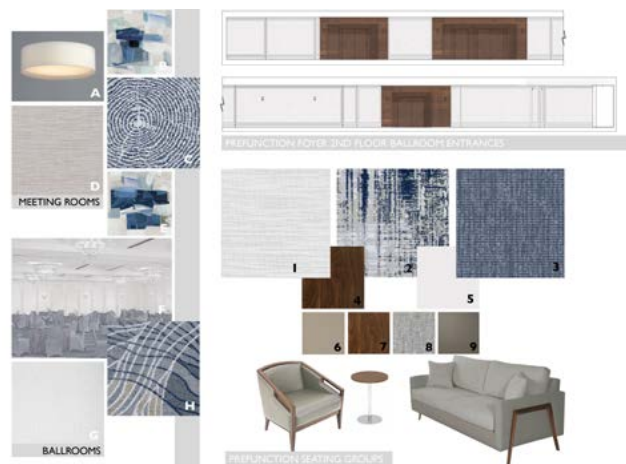 A
B
C
D
MEETING ROOMS
E
F
H
G
BALLROOMS
PREFUNCTION FOYER 2ND FLOOR BALLROOM ENTRANCES
1
2
3
4
5
6
7
8
9
PREFUNCTION SEATING GROUPS